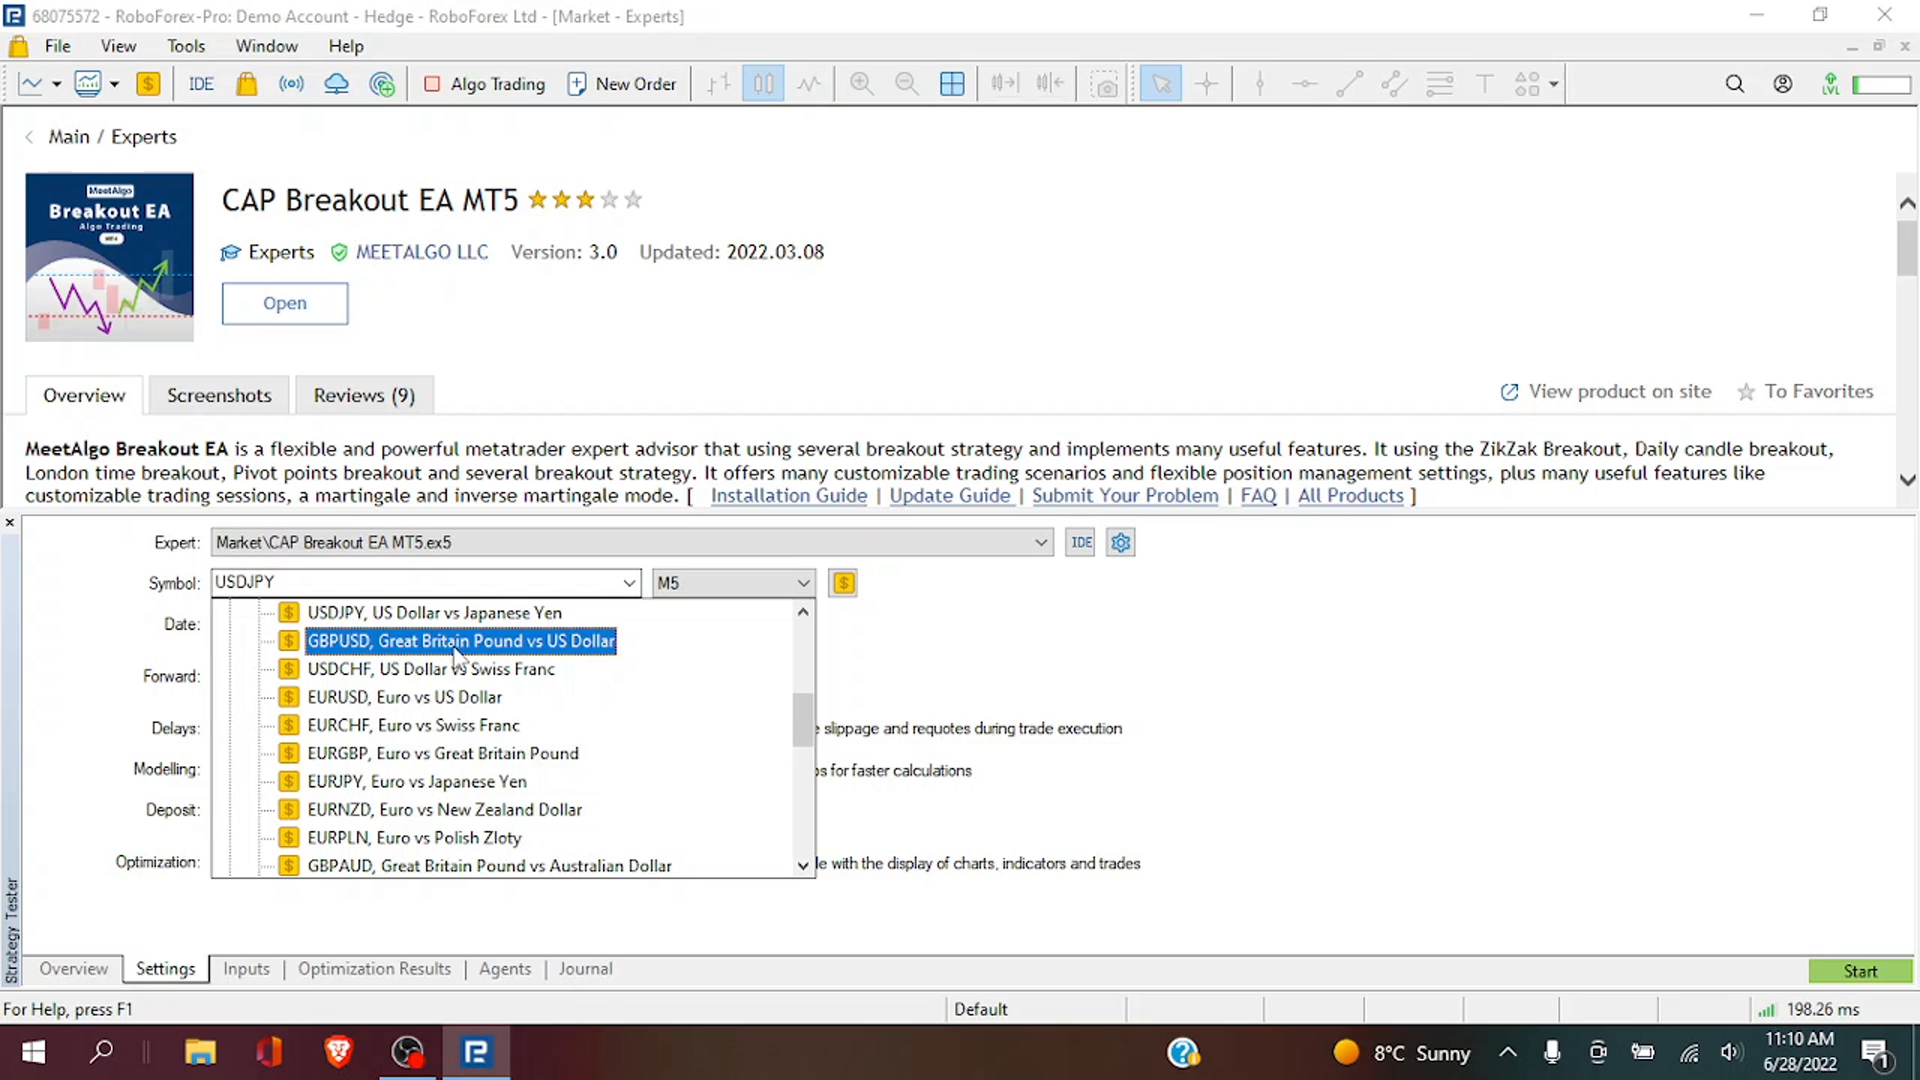 68075572 - RoboForex-Pro: Demo Account - Hedge - RoboForex Ltd - [Market - Experts]
File View Tools Window Help
IDE Algo Trading New Order LVL
Main / Experts
MeetAlgo
Breakout EA
Algo Trading
CAP Breakout EA MT5
Experts MEETALGO LLC Version: 3.0 Updated: 2022.03.08
Open
Overview Screenshots Reviews (9) View product on site To Favorites
MeetAlgo Breakout EA is a flexible and powerful metatrader expert advisor that using several breakout strategy and implements many useful features. It using the ZikZak Breakout, Daily candle breakout,
London time breakout, Pivot points breakout and several breakout strategy. It offers many customizable trading scenarios and flexible position management settings, plus many useful features like
customizable trading sessions, a martingale and inverse martingale mode. [ Installation Guide | Update Guide | Submit Your Problem | FAQ | All Products ]
Expert: Market\CAP Breakout EA MT5.ex5 IDE
Symbol: USDJPY M5
Date: USDJPY, US Dollar vs Japanese Yen
GBPUSD, Great Britain Pound vs US Dollar
Forward: USDCHF, US Dollar vs Swiss Franc
EURUSD, Euro vs US Dollar
Delays: EURCHF, Euro vs Swiss Franc slippage and requotes during trade execution
EURGBP, Euro vs Great Britain Pound
Modelling: EURJPY, Euro vs Japanese Yen for faster calculations
Deposit: EURNZD, Euro vs New Zealand Dollar
EURPLN, Euro vs Polish Zloty
Optimization: GBPAUD, Great Britain Pound vs Australian Dollar with the display of charts, indicators and trades
Strategy Tester
Overview Settings Inputs Optimization Results Agents Journal Start
For Help, press F1 Default 198.26 ms
8°C Sunny 11:10 AM
6/28/2022 1